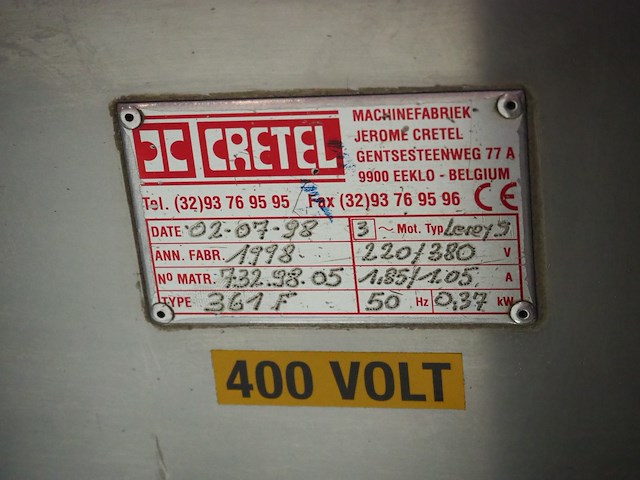 CRETEL
MACHINEFABRIEK
JEROME CRETEL
GENTSESTEENWEG 77 A
9900 EEKLO - BELGIUM
Tel. (32)93 76 95 95 Fax (32)93 76 95 96 CE
DATE 02-07-98 3 ~ Mot. Typ Leroy S
ANN. FABR. 1998 220/380 V
Nº MATR. 732.98.05 1.85/1.05 A
TYPE 361 F 50 Hz 0,37 kW
400 VOLT